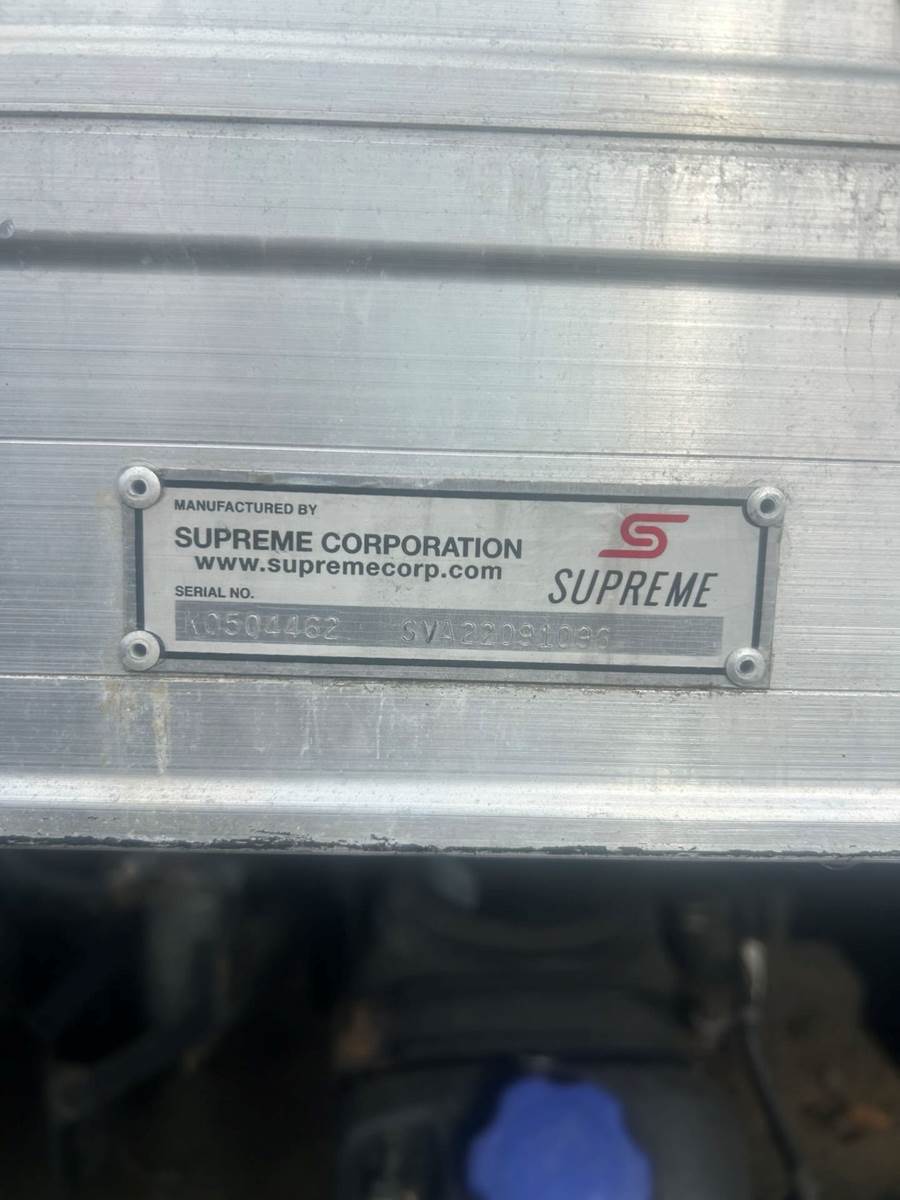 MANUFACTURED BY
SUPREME CORPORATION
www.supremecorp.com
SUPREME
SERIAL NO.
K0504462